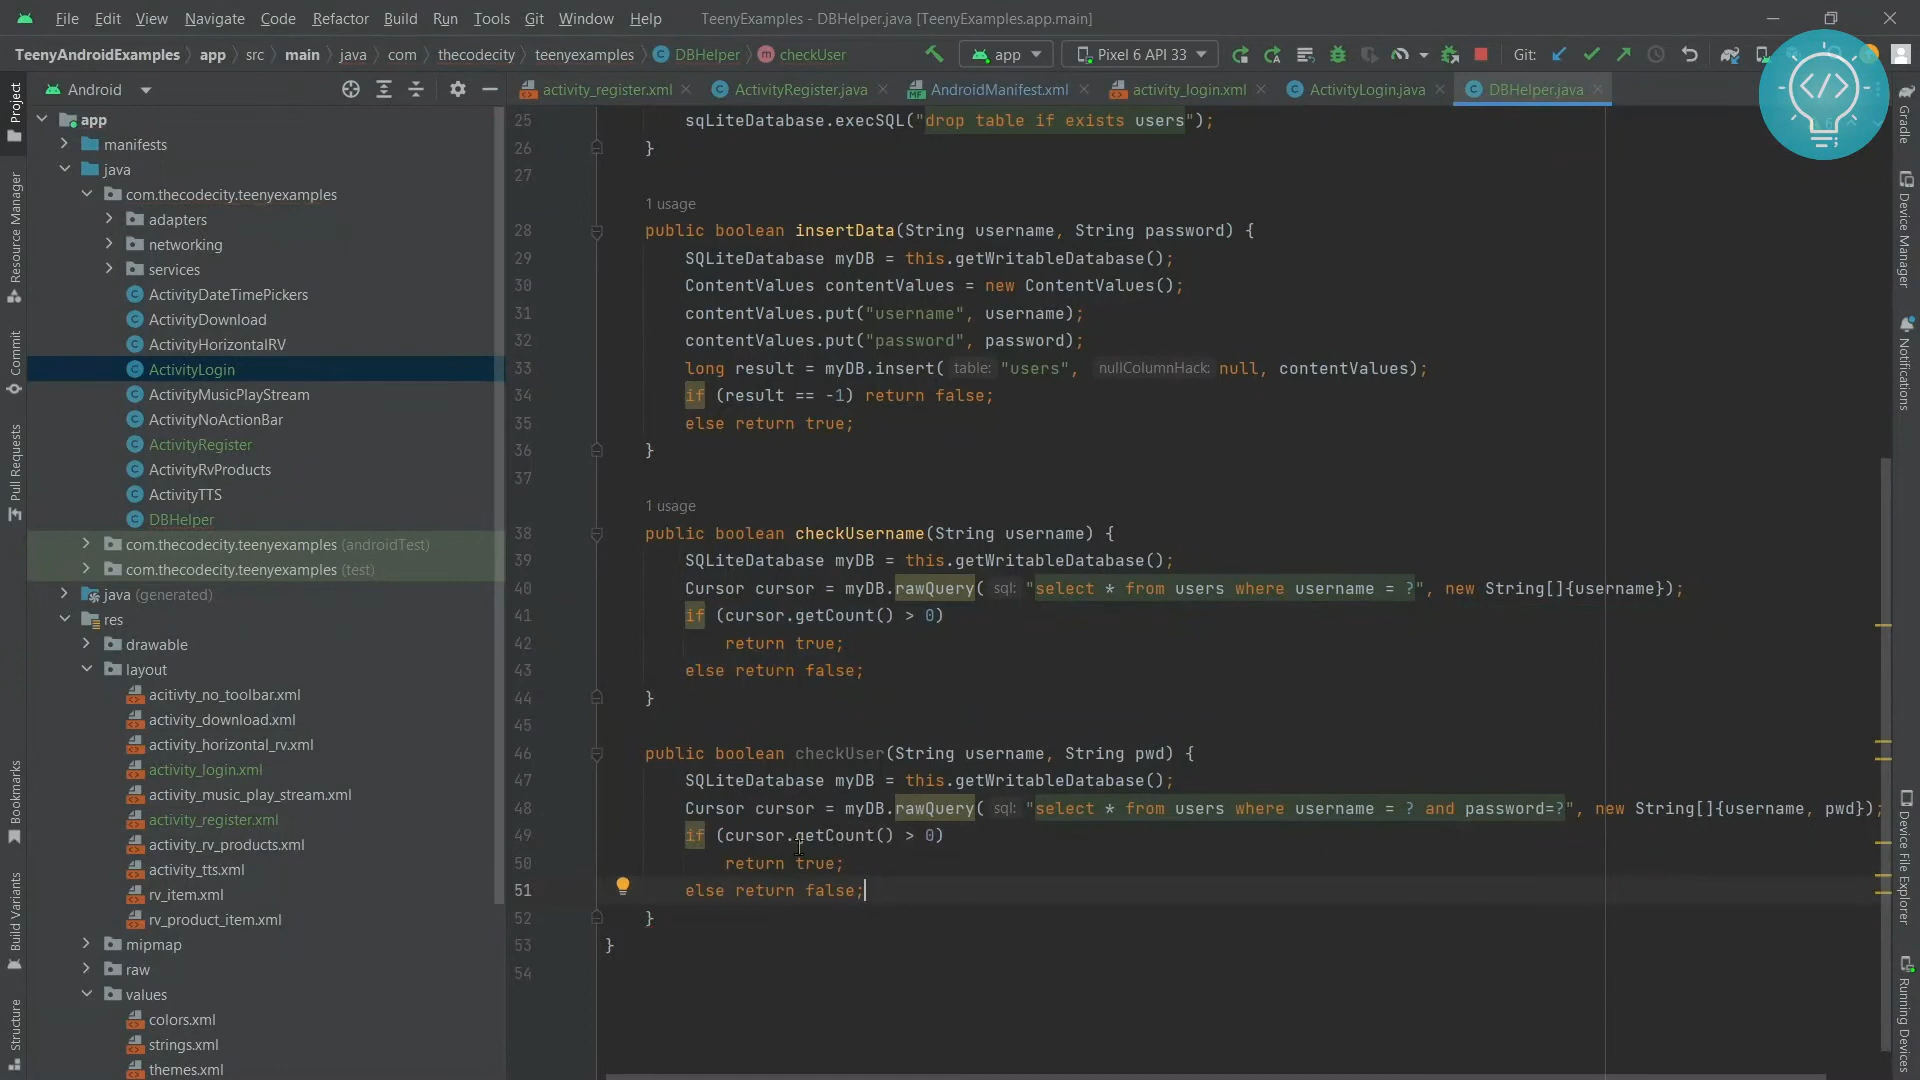 File Edit View Navigate Code Refactor Build Run Tools Git Window Help TeenyExamples - DBHelper.java [TeenyExamples.app.main]
TeenyAndroidExamples app src main java com thecodecity teenyexamples DBHelper checkUser app Pixel 6 API 33 Git:
Android activity_register.xml ActivityRegister.java AndroidManifest.xml activity_login.xml ActivityLogin.java DBHelper.java
Project
Resource Manager
Commit
Pull Requests
Bookmarks
Build Variants
Structure
app
manifests
java
com.thecodecity.teenyexamples
adapters
networking
services
ActivityDateTimePickers
ActivityDownload
ActivityHorizontalRV
ActivityLogin
ActivityMusicPlayStream
ActivityNoActionBar
ActivityRegister
ActivityRvProducts
ActivityTTS
DBHelper
com.thecodecity.teenyexamples (androidTest)
com.thecodecity.teenyexamples (test)
java (generated)
res
drawable
layout
acitivty_no_toolbar.xml
activity_download.xml
activity_horizontal_rv.xml
activity_login.xml
activity_music_play_stream.xml
activity_register.xml
activity_rv_products.xml
activity_tts.xml
rv_item.xml
rv_product_item.xml
mipmap
raw
values
colors.xml
strings.xml
themes.xml
25 sqLiteDatabase.execSQL("drop table if exists users");
26 }
27
1 usage
28 public boolean insertData(String username, String password) {
29 SQLiteDatabase myDB = this.getWritableDatabase();
30 ContentValues contentValues = new ContentValues();
31 contentValues.put("username", username);
32 contentValues.put("password", password);
33 long result = myDB.insert( table: "users", nullColumnHack: null, contentValues);
34 if (result == -1) return false;
35 else return true;
36 }
37
1 usage
38 public boolean checkUsername(String username) {
39 SQLiteDatabase myDB = this.getWritableDatabase();
40 Cursor cursor = myDB.rawQuery( sql: "select * from users where username = ?", new String[]{username});
41 if (cursor.getCount() > 0)
42 return true;
43 else return false;
44 }
45
46 public boolean checkUser(String username, String pwd) {
47 SQLiteDatabase myDB = this.getWritableDatabase();
48 Cursor cursor = myDB.rawQuery( sql: "select * from users where username = ? and password=?", new String[]{username, pwd});
49 if (cursor.getCount() > 0)
50 return true;
51 else return false;
52 }
53 }
54
Gradle
Device Manager
Notifications
Device File Explorer
Running Devices